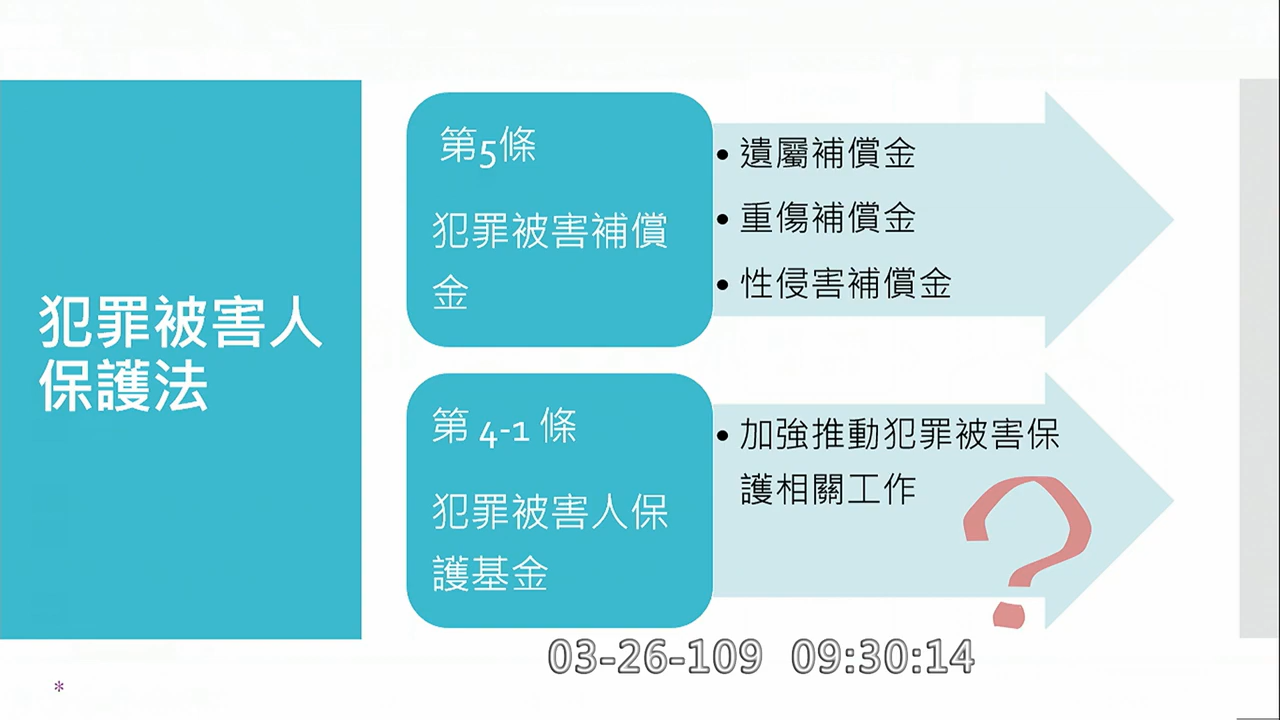 犯罪被害人
保護法
第5條
犯罪被害補償
金
• 遺屬補償金
• 重傷補償金
• 性侵害補償金
第 4-1 條
犯罪被害人保
護基金
• 加強推動犯罪被害保
護相關工作
?
03-26-109 09:30:14
*